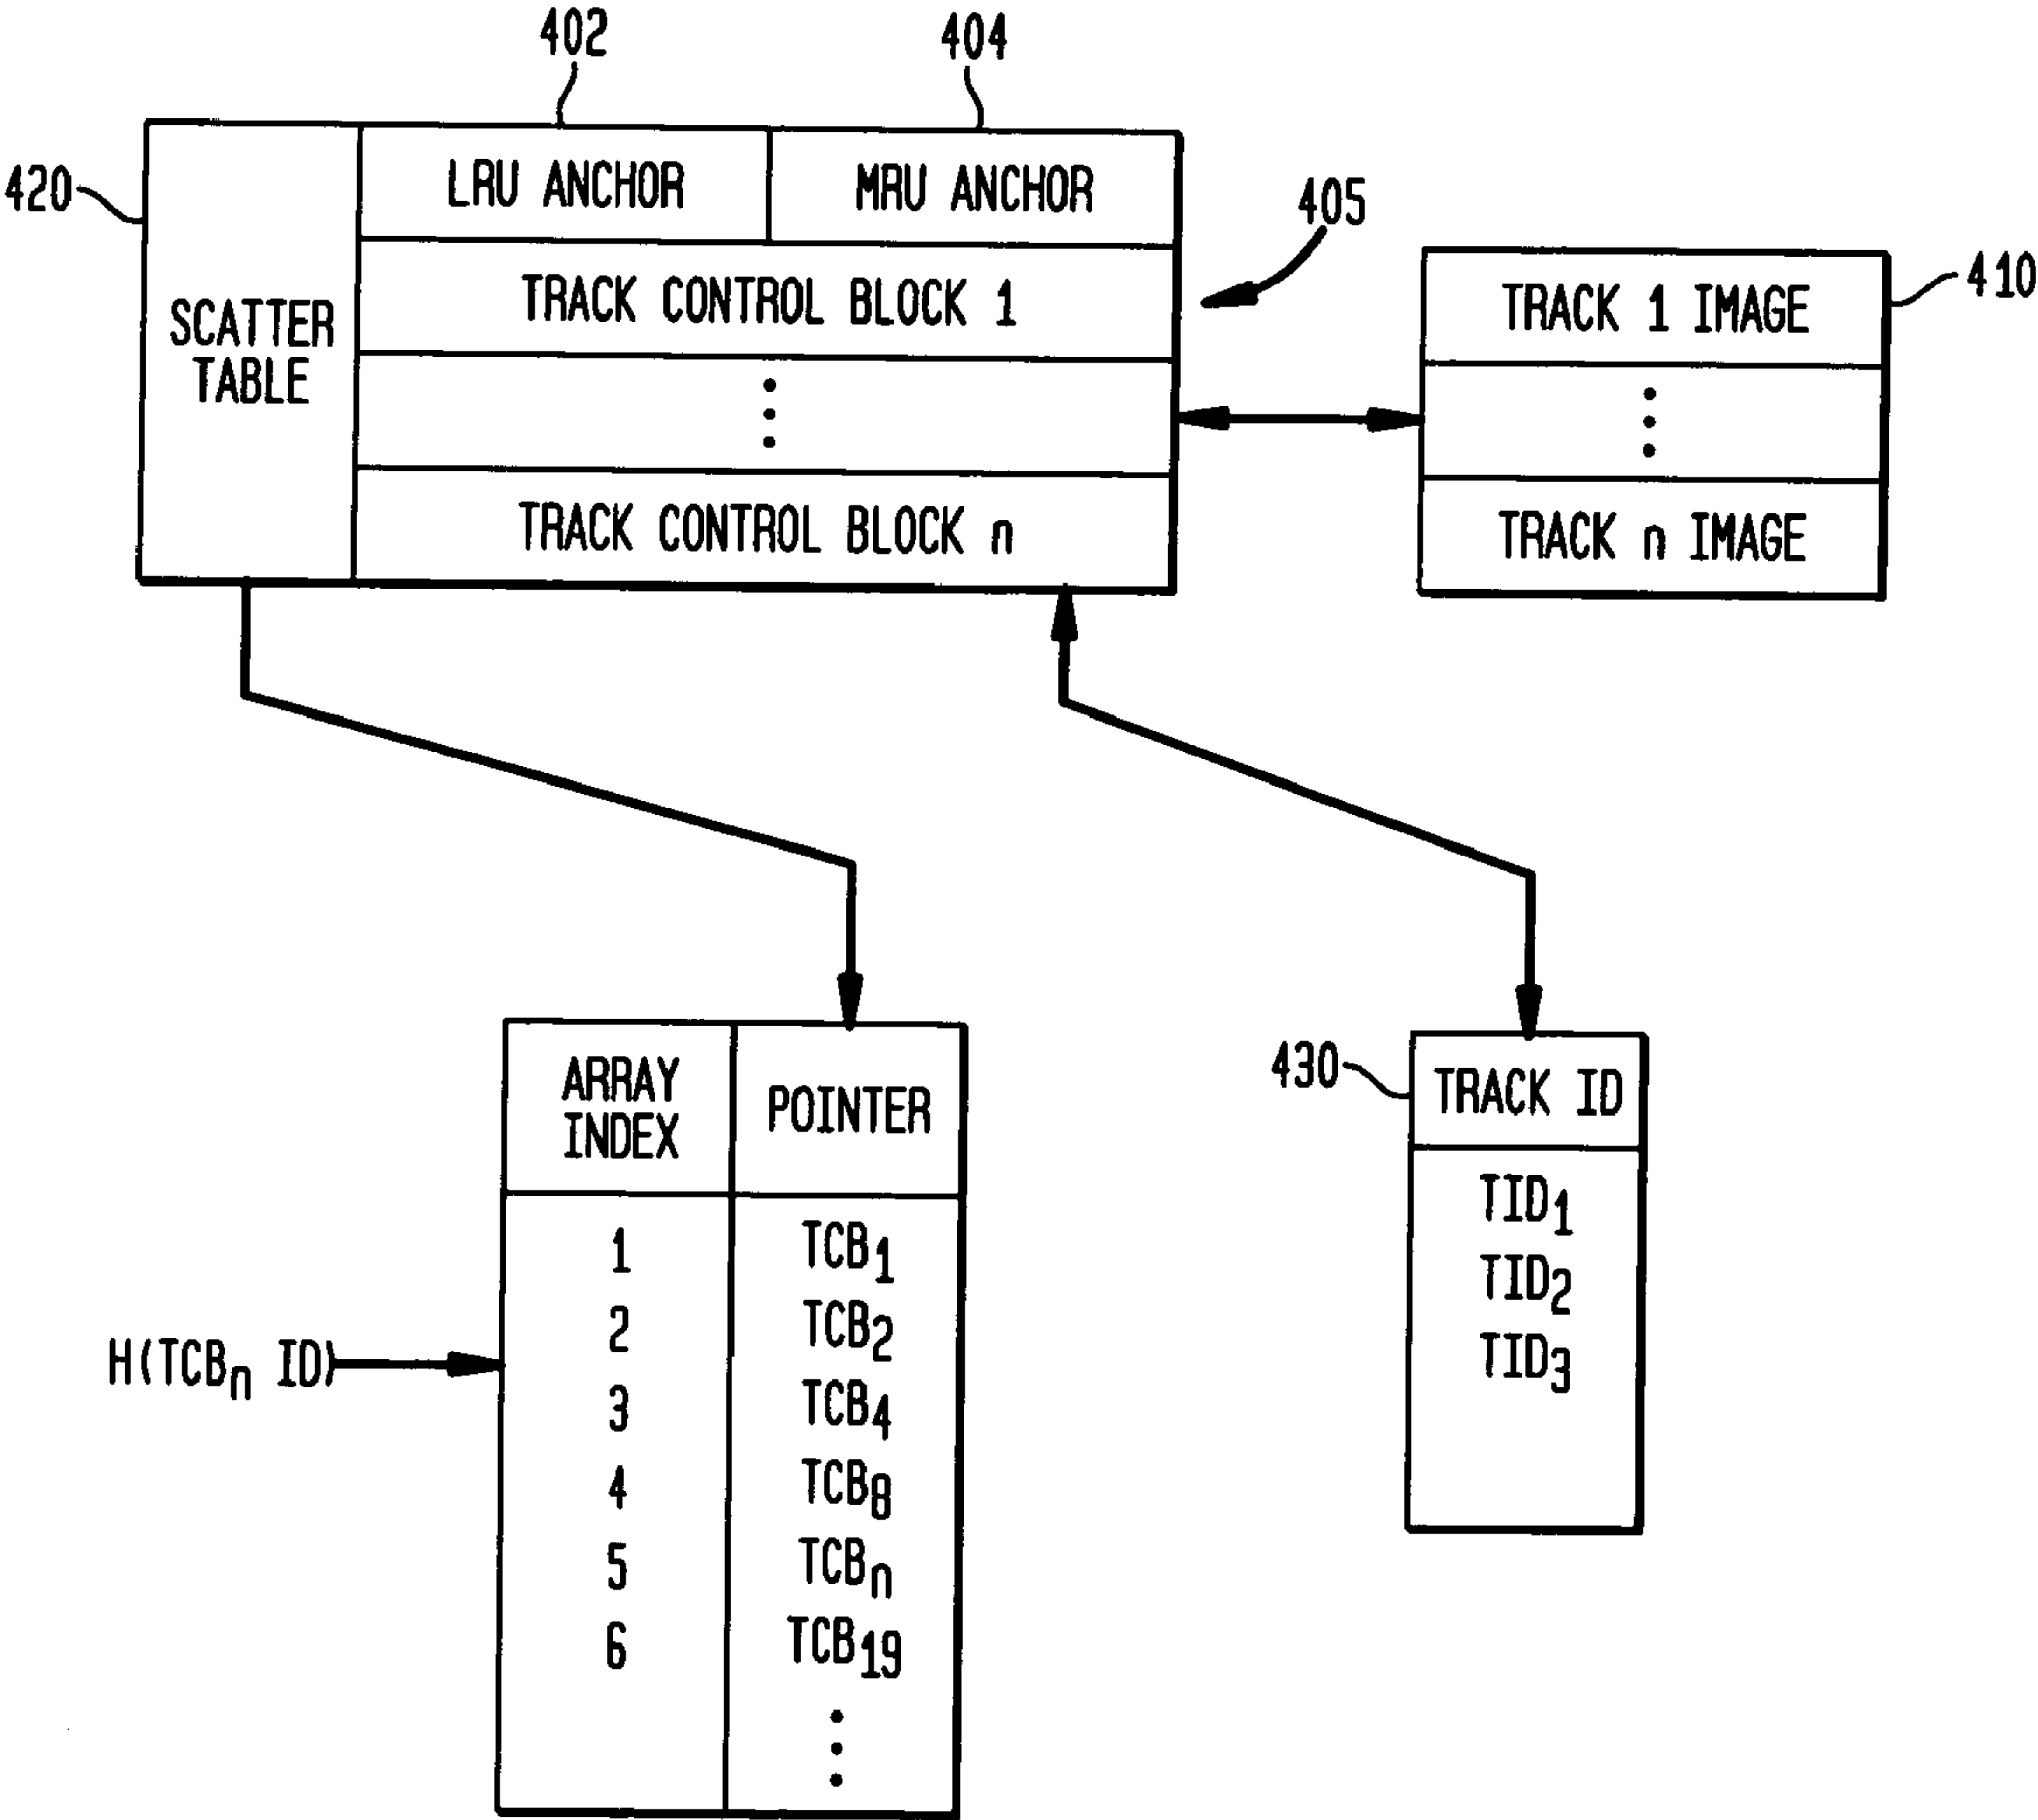 402
404
420
LRU ANCHOR
MRU ANCHOR
405
SCATTER
TABLE
TRACK CONTROL BLOCK 1
TRACK CONTROL BLOCK n
TRACK 1 IMAGE
410
TRACK n IMAGE
ARRAY
INDEX
POINTER
1 TCB1
2 TCB2
3 TCB4
4 TCB8
5 TCBn
6 TCB19
H(TCBn ID)
430
TRACK ID
TID1
TID2
TID3